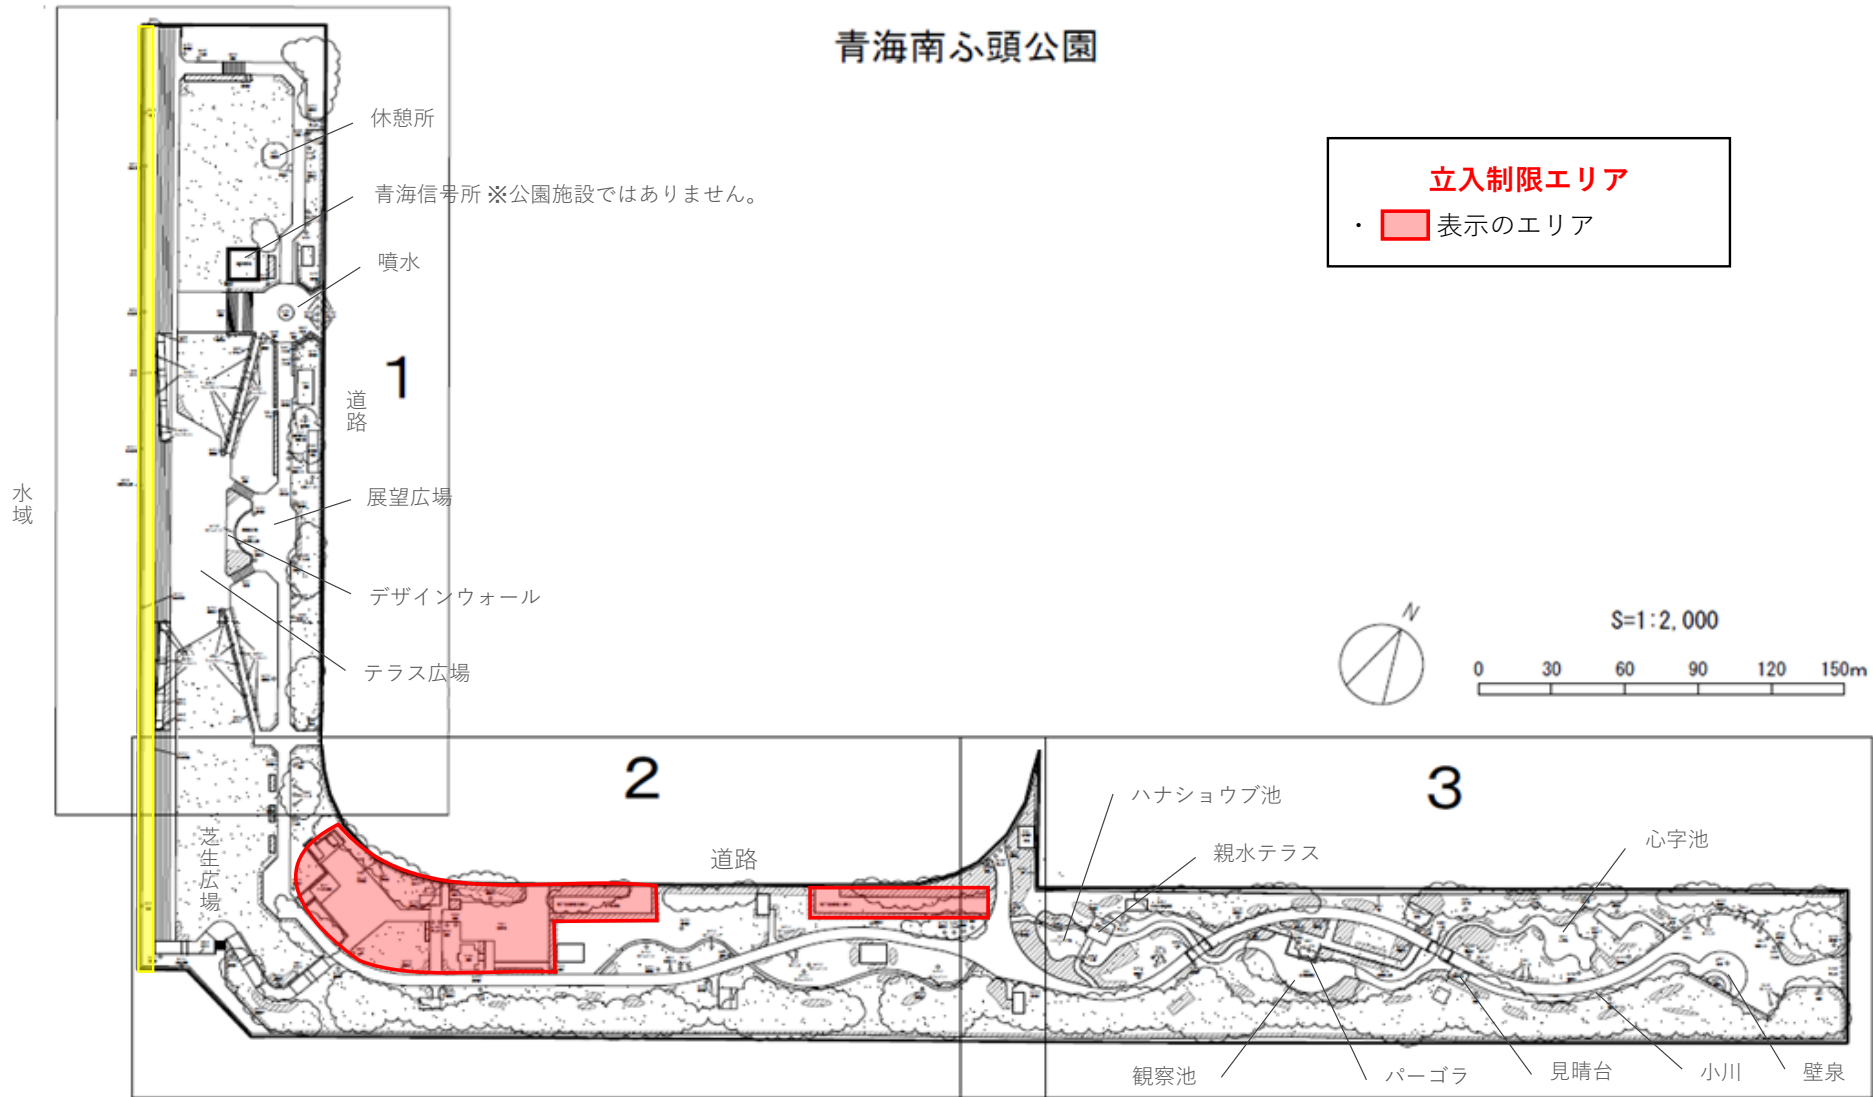 青海南ふ頭公園
休憩所
青海信号所 ※公園施設ではありません。
噴水
立入制限エリア
・ 表示のエリア
1
道路
水域
展望広場
デザインウォール
テラス広場
N
S=1:2,000
0 30 60 90 120 150m
2
3
芝生広場
道路
ハナショウブ池
親水テラス
心字池
観察池
パーゴラ
見晴台
小川
壁泉